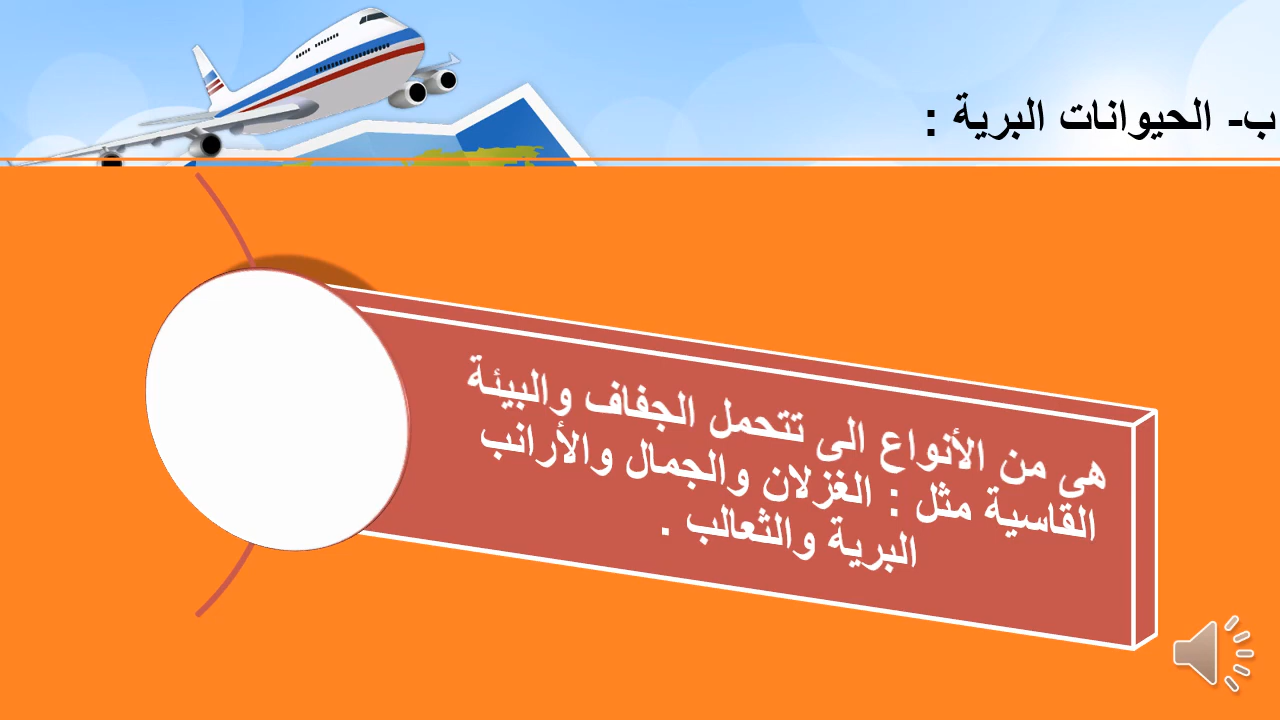 ب- الحيوانات البرية :
هى من الأنواع الى تتحمل الجفاف والبيئة
القاسية مثل : الغزلان والجمال والأرانب
البرية والثعالب .